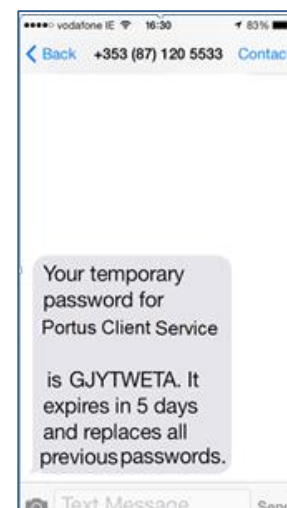 vodafone IE 16:30 83%
Back +353 (87) 120 5533 Contact
Your temporary
password for
Portus Client Service
is GJYTWETA. It
expires in 5 days
and replaces all
previous passwords.
Text Message Send